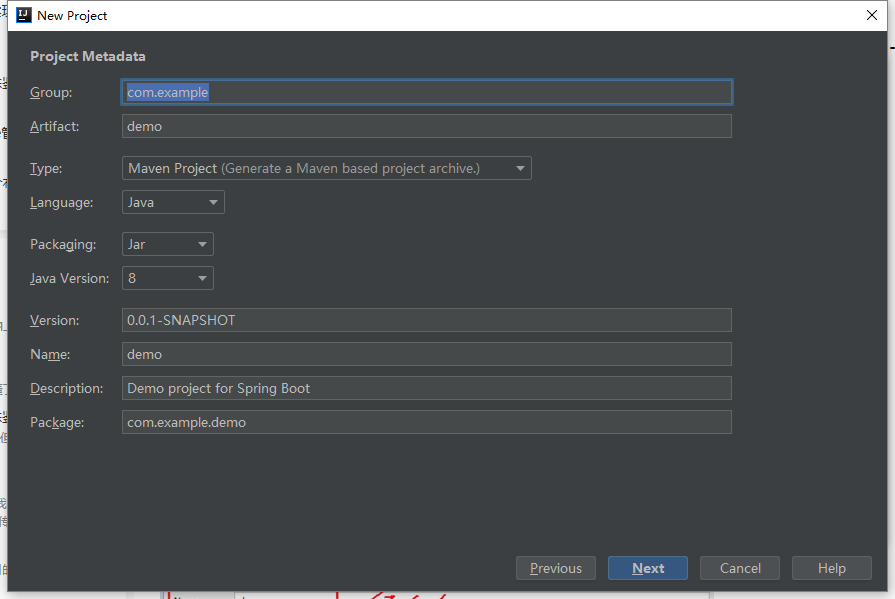 New Project
Project Metadata
Group: com.example
Artifact: demo
Type: Maven Project (Generate a Maven based project archive.)
Language: Java
Packaging: Jar
Java Version: 8
Version: 0.0.1-SNAPSHOT
Name: demo
Description: Demo project for Spring Boot
Package: com.example.demo
Previous Next Cancel Help